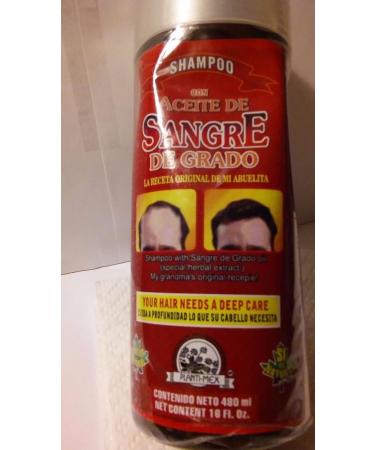 SHAMPOO
CON
ACEITE DE
SANGRE
DE GRADO
LA RECETA ORIGINAL DE MI ABUELITA
Shampoo with Sangre de Grado oil
(special herbal extract)
My grandma's original recepie!
YOUR HAIR NEEDS A DEEP CARE
A PROFUNDIDAD LO QUE SU CABELLO NECESITA
PLANTI-MEX
SI
CONTENIDO NETO 480 ml
NET CONTENT 16 Fl. Oz.